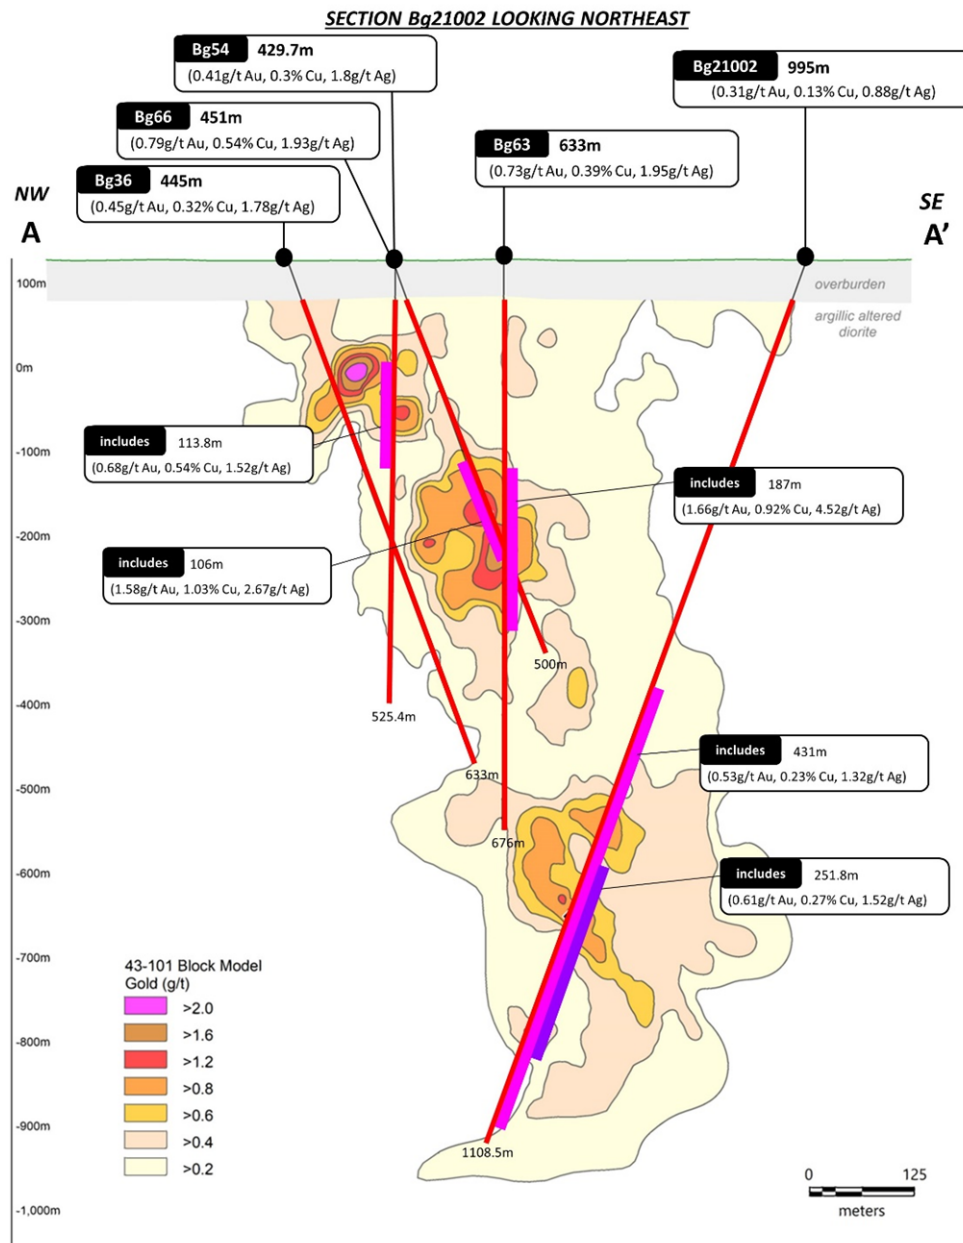 SECTION Bg21002 LOOKING NORTHEAST
Bg54 429.7m
(0.41g/t Au, 0.3% Cu, 1.8g/t Ag)
Bg21002 995m
(0.31g/t Au, 0.13% Cu, 0.88g/t Ag)
Bg66 451m
(0.79g/t Au, 0.54% Cu, 1.93g/t Ag)
Bg63 633m
(0.73g/t Au, 0.39% Cu, 1.95g/t Ag)
Bg36 445m
(0.45g/t Au, 0.32% Cu, 1.78g/t Ag)
NW
A
SE
A'
100m
overburden
argillic altered
diorite
0m
-100m
includes 113.8m
(0.68g/t Au, 0.54% Cu, 1.52g/t Ag)
includes 187m
(1.66g/t Au, 0.92% Cu, 4.52g/t Ag)
-200m
includes 106m
(1.58g/t Au, 1.03% Cu, 2.67g/t Ag)
-300m
500m
-400m
525.4m
includes 431m
(0.53g/t Au, 0.23% Cu, 1.32g/t Ag)
633m
-500m
676m
-600m
includes 251.8m
(0.61g/t Au, 0.27% Cu, 1.52g/t Ag)
-700m
43-101 Block Model
Gold (g/t)
>2.0
>1.6
-800m
>1.2
>0.8
>0.6
-900m
>0.4
1108.5m
>0.2
0 125
meters
-1,000m